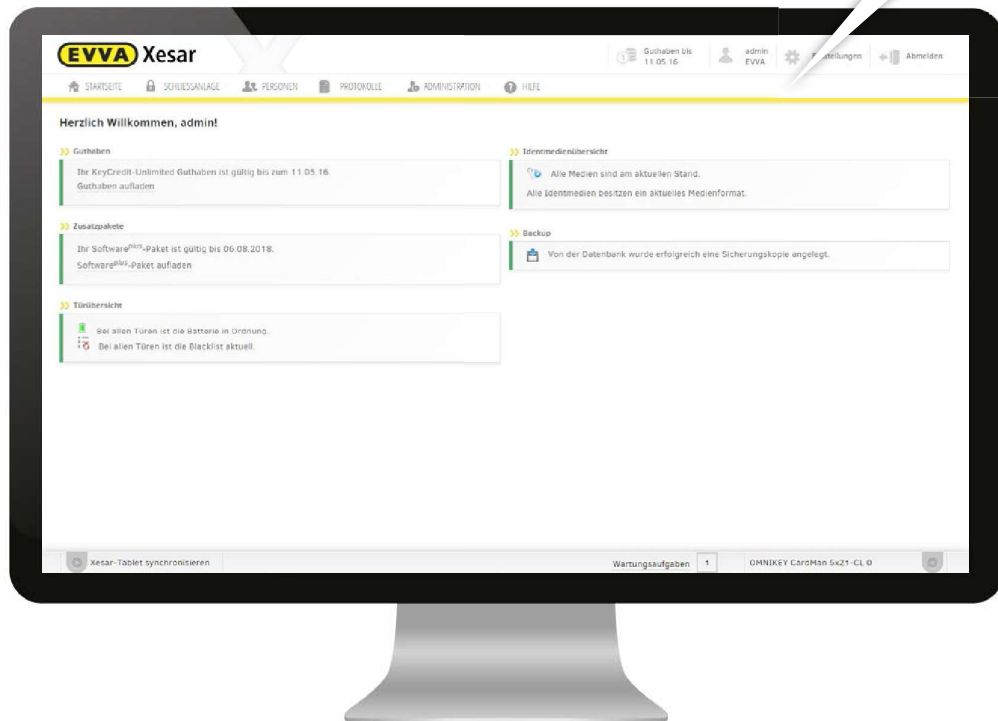 EVVA Xesar
Guthaben bis
11.05.16
admin
EVVA
Abmelden
STARTSEITE SCHLIESSANLAGE PERSONEN PROTOKOLLE ADMINISTRATION HILFE
Herzlich Willkommen, admin!
Guthaben
Ihr KeyCredit-Unlimited Guthaben ist gültig bis zum 11.05.16.
Guthaben aufladen
Zusatzpakete
Ihr Softwareplus-Paket ist gültig bis 06.08.2018.
Softwareplus-Paket aufladen
Türübersicht
Bei allen Türen ist die Batterie in Ordnung.
Bei allen Türen ist die Blacklist aktuell.
Identmedienübersicht
Alle Medien sind am aktuellen Stand.
Alle Identmedien besitzen ein aktuelles Medienformat.
Backup
Von der Datenbank wurde erfolgreich eine Sicherungskopie angelegt.
Xesar-Tablet synchronisieren
Wartungsaufgaben 1
OMNIKEY CardMan 5x21-CL 0